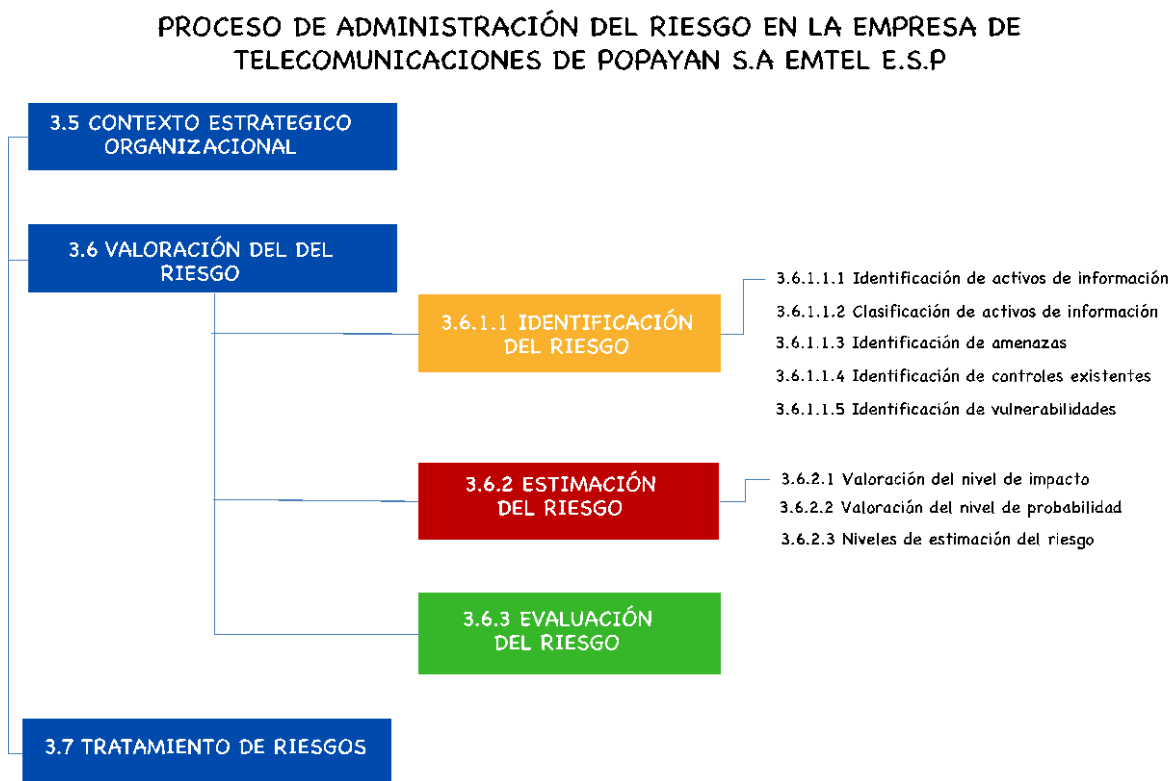 PROCESO DE ADMINISTRACIÓN DEL RIESGO EN LA EMPRESA DE
TELECOMUNICACIONES DE POPAYAN S.A EMTEL E.S.P
3.5 CONTEXTO ESTRATEGICO
ORGANIZACIONAL
3.6 VALORACIÓN DEL DEL
RIESGO
3.6.1.1 IDENTIFICACIÓN
DEL RIESGO
3.6.1.1.1 Identificación de activos de información
3.6.1.1.2 Clasificación de activos de información
3.6.1.1.3 Identificación de amenazas
3.6.1.1.4 Identificación de controles existentes
3.6.1.1.5 Identificación de vulnerabilidades
3.6.2 ESTIMACIÓN
DEL RIESGO
3.6.2.1 Valoración del nivel de impacto
3.6.2.2 Valoración del nivel de probabilidad
3.6.2.3 Niveles de estimación del riesgo
3.6.3 EVALUACIÓN
DEL RIESGO
3.7 TRATAMIENTO DE RIESGOS